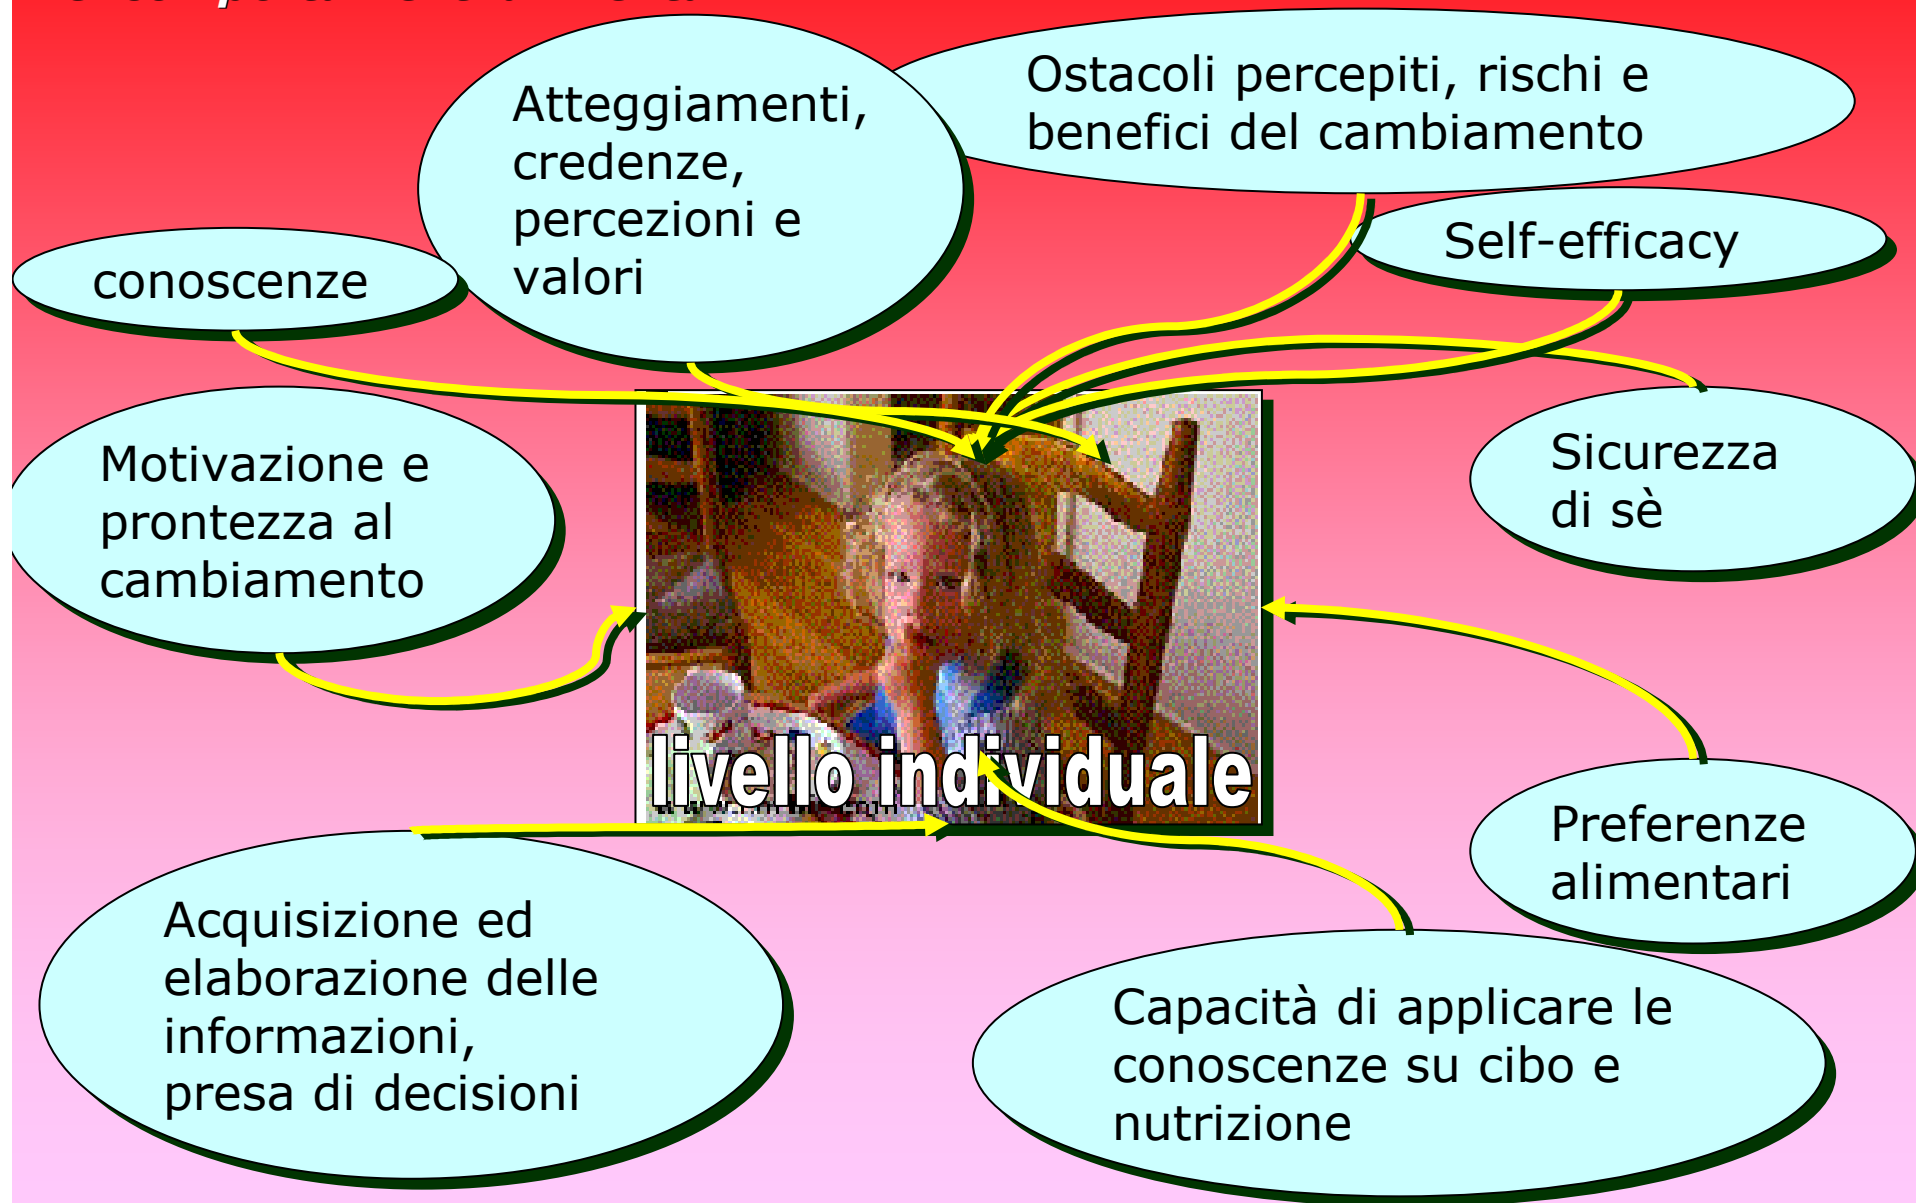 Atteggiamenti,
credenze,
percezioni e
valori
Ostacoli percepiti, rischi e
benefici del cambiamento
Self-efficacy
conoscenze
Motivazione e
prontezza al
cambiamento
Sicurezza
di sè
livello individuale
Preferenze
alimentari
Acquisizione ed
elaborazione delle
informazioni,
presa di decisioni
Capacità di applicare le
conoscenze su cibo e
nutrizione